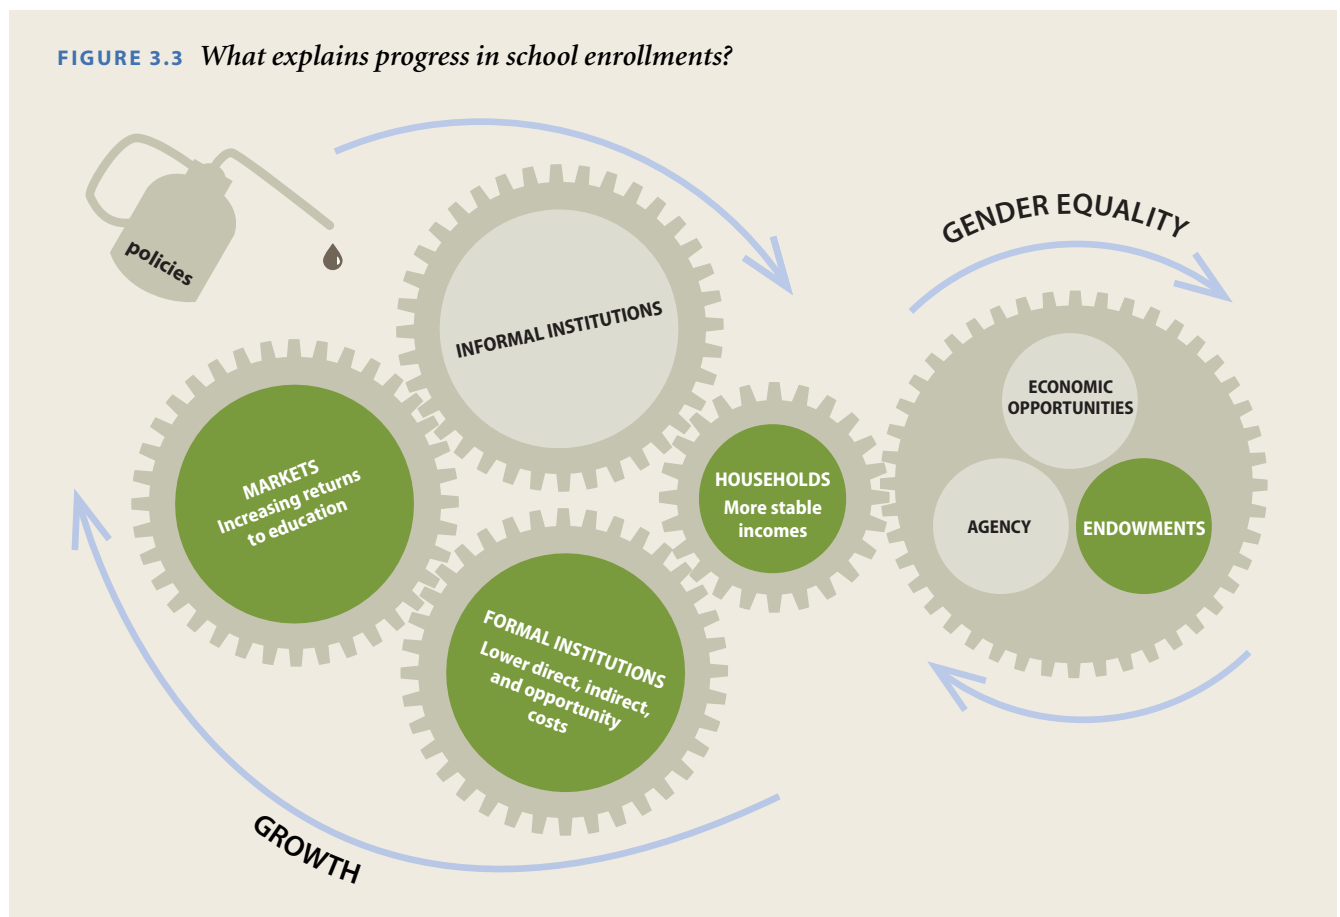 FIGURE 3.3 What explains progress in school enrollments?
policies
INFORMAL INSTITUTIONS
GENDER EQUALITY
ECONOMIC
OPPORTUNITIES
MARKETS
Increasing returns
to education
HOUSEHOLDS
More stable
incomes
AGENCY
ENDOWMENTS
FORMAL INSTITUTIONS
Lower direct, indirect,
and opportunity
costs
GROWTH